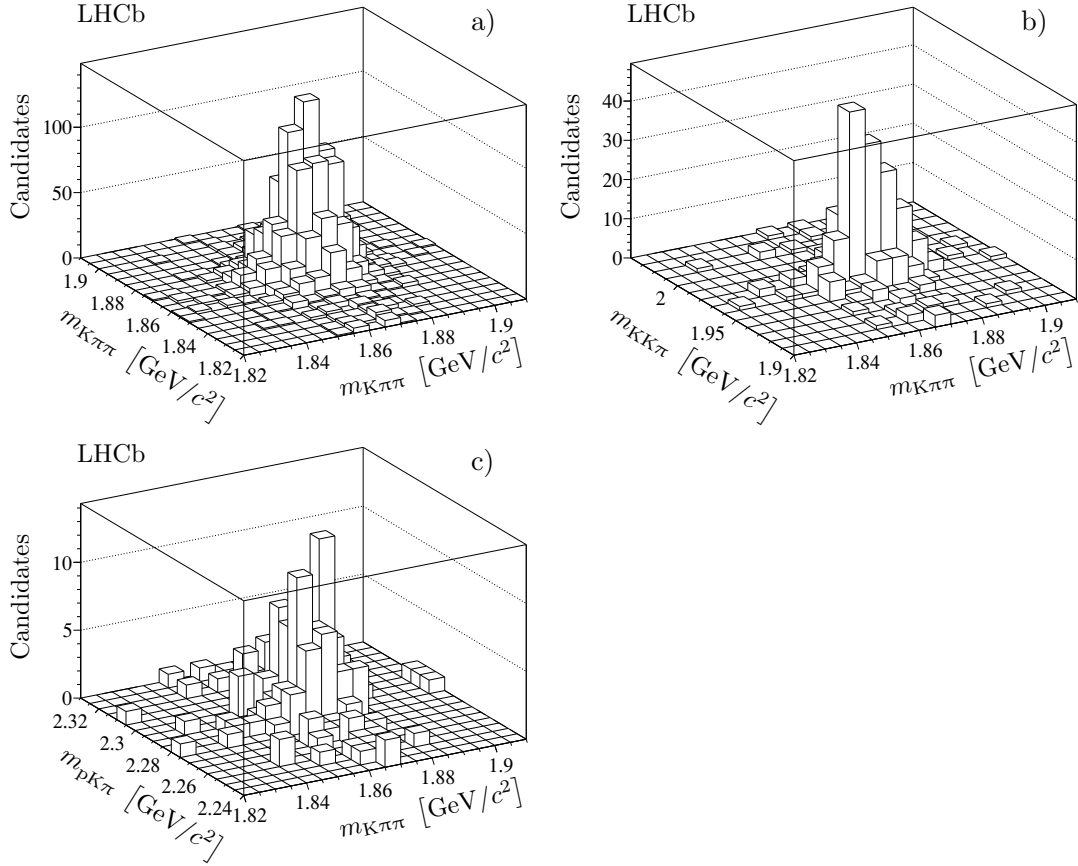 LHCb
a)
Candidates
100
50
0
1.9
1.88
1.86
1.84
1.82
m_{Kππ} [GeV/c²]
1.82
1.84
1.86
1.88
1.9
m_{Kππ} [GeV/c²]
LHCb
b)
Candidates
40
30
20
10
0
2
1.95
1.9
m_{KKπ} [GeV/c²]
1.82
1.84
1.86
1.88
1.9
m_{Kππ} [GeV/c²]
LHCb
c)
Candidates
10
5
0
2.32
2.3
2.28
2.26
2.24
m_{pKπ} [GeV/c²]
1.82
1.84
1.86
1.88
1.9
m_{Kππ} [GeV/c²]